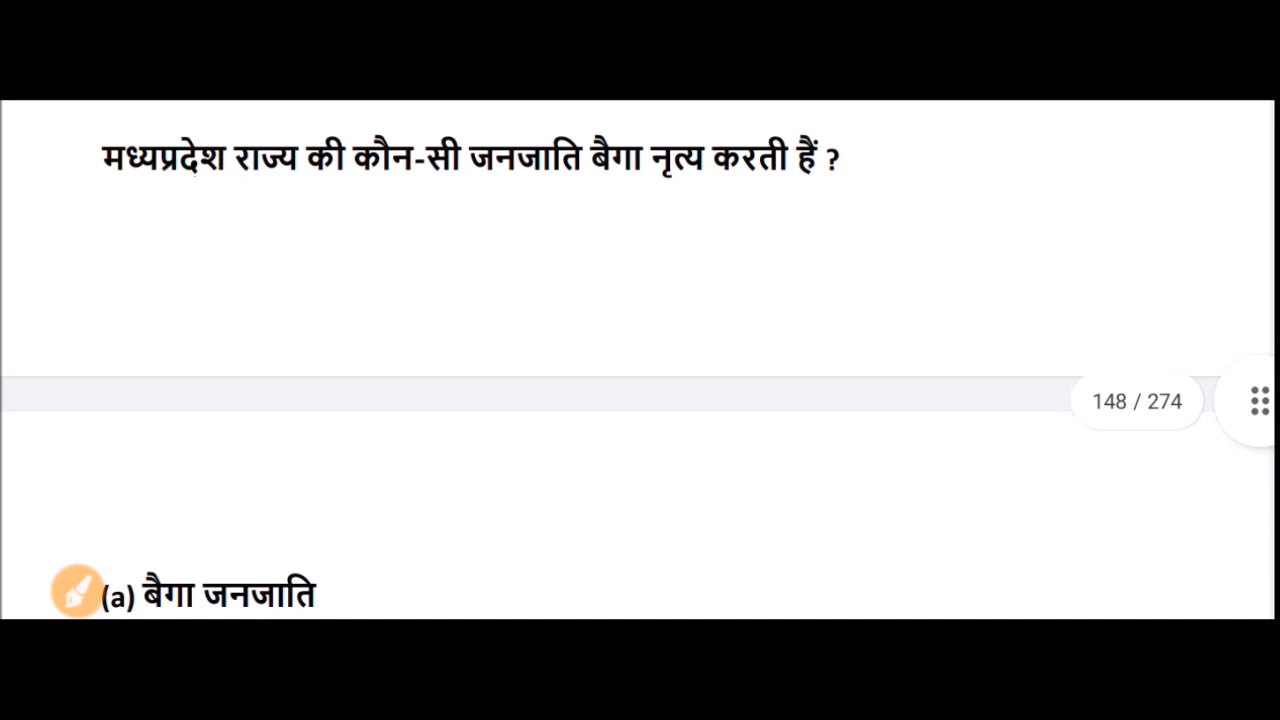 मध्यप्रदेश राज्य की कौन-सी जनजाति बैगा नृत्य करती हैं ?
148 / 274
(a) बैगा जनजाति